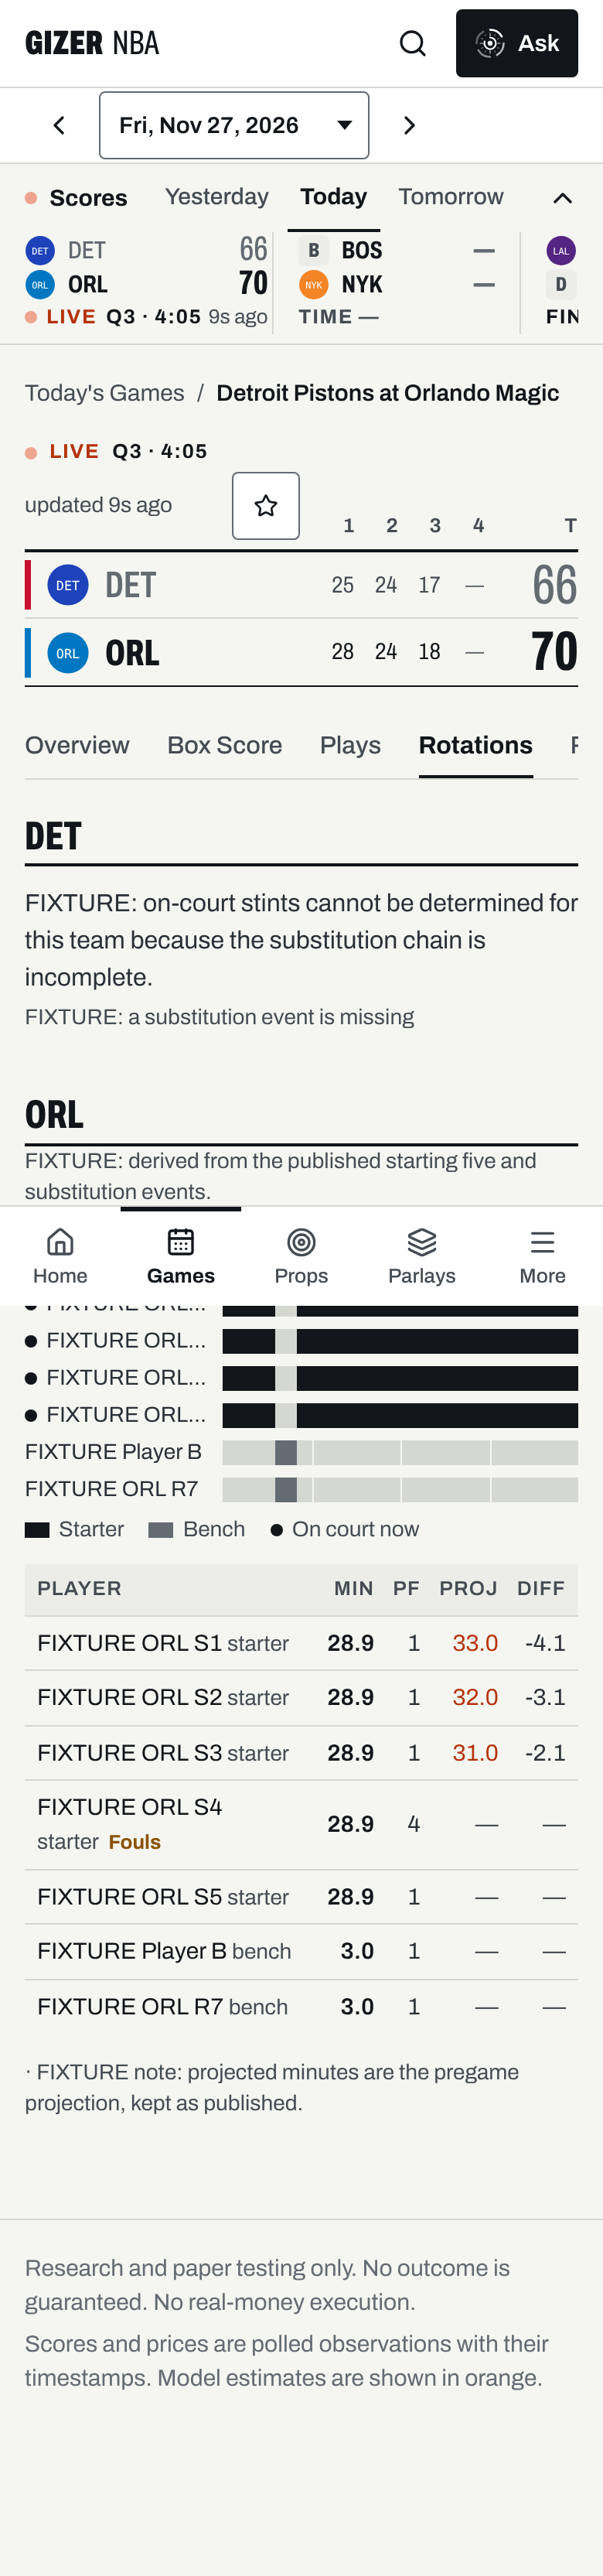 GIZER NBA
Ask
Fri, Nov 27, 2026
Scores Yesterday Today Tomorrow
DET DET 66
ORL ORL 70
LIVE Q3 · 4:05 9s ago
B BOS —
NYK NYK —
TIME —
LAL
D
FIN
Today's Games / Detroit Pistons at Orlando Magic
LIVE Q3 · 4:05
updated 9s ago
1 2 3 4 T
DET DET 25 24 17 — 66
ORL ORL 28 24 18 — 70
Overview Box Score Plays Rotations
DET
FIXTURE: on-court stints cannot be determined for
this team because the substitution chain is
incomplete.
FIXTURE: a substitution event is missing
ORL
FIXTURE: derived from the published starting five and
substitution events.
Home Games Props Parlays More
FIXTURE ORL...
FIXTURE ORL...
FIXTURE ORL...
FIXTURE ORL...
FIXTURE Player B
FIXTURE ORL R7
Starter Bench On court now
PLAYER MIN PF PROJ DIFF
FIXTURE ORL S1 starter 28.9 1 33.0 -4.1
FIXTURE ORL S2 starter 28.9 1 32.0 -3.1
FIXTURE ORL S3 starter 28.9 1 31.0 -2.1
FIXTURE ORL S4
starter Fouls 28.9 4 — —
FIXTURE ORL S5 starter 28.9 1 — —
FIXTURE Player B bench 3.0 1 — —
FIXTURE ORL R7 bench 3.0 1 — —
· FIXTURE note: projected minutes are the pregame
projection, kept as published.
Research and paper testing only. No outcome is
guaranteed. No real-money execution.
Scores and prices are polled observations with their
timestamps. Model estimates are shown in orange.